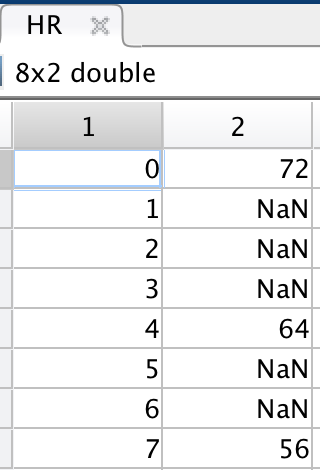 HR
8x2 double
1 2
0 72
1 NaN
2 NaN
3 NaN
4 64
5 NaN
6 NaN
7 56